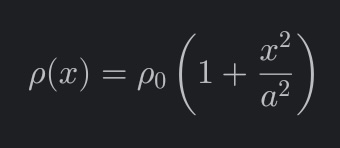 ρ(x) = ρ₀ (1 + x²/a²)